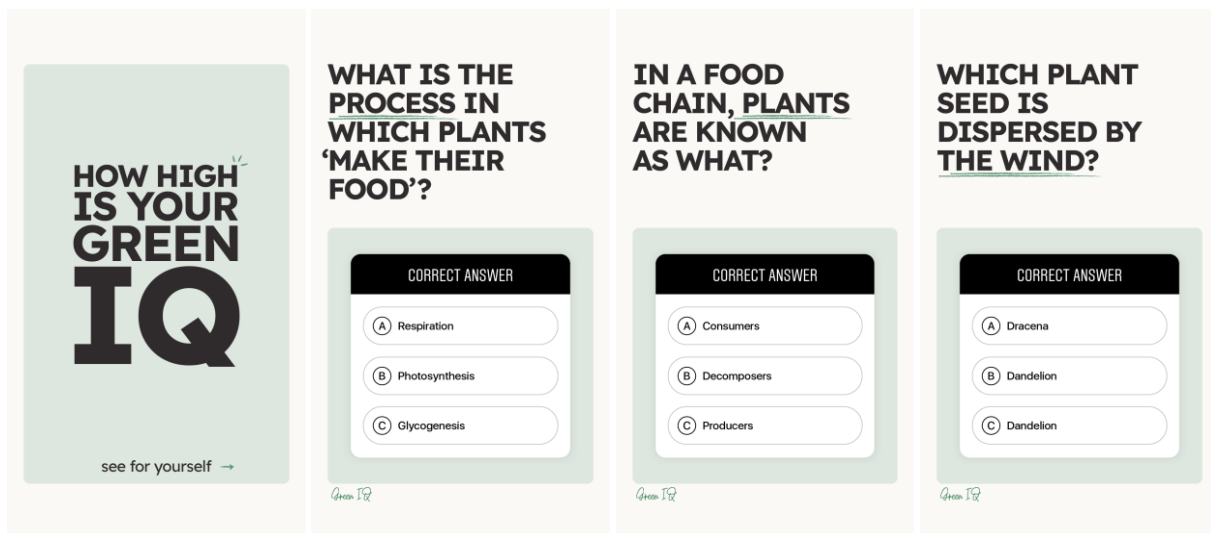 HOW HIGH
IS YOUR
GREEN
IQ
see for yourself →
WHAT IS THE
PROCESS IN
WHICH PLANTS
‘MAKE THEIR
FOOD’?
CORRECT ANSWER
A Respiration
B Photosynthesis
C Glycogenesis
Green IQ
IN A FOOD
CHAIN, PLANTS
ARE KNOWN
AS WHAT?
CORRECT ANSWER
A Consumers
B Decomposers
C Producers
Green IQ
WHICH PLANT
SEED IS
DISPERSED BY
THE WIND?
CORRECT ANSWER
A Dracena
B Dandelion
C Dandelion
Green IQ